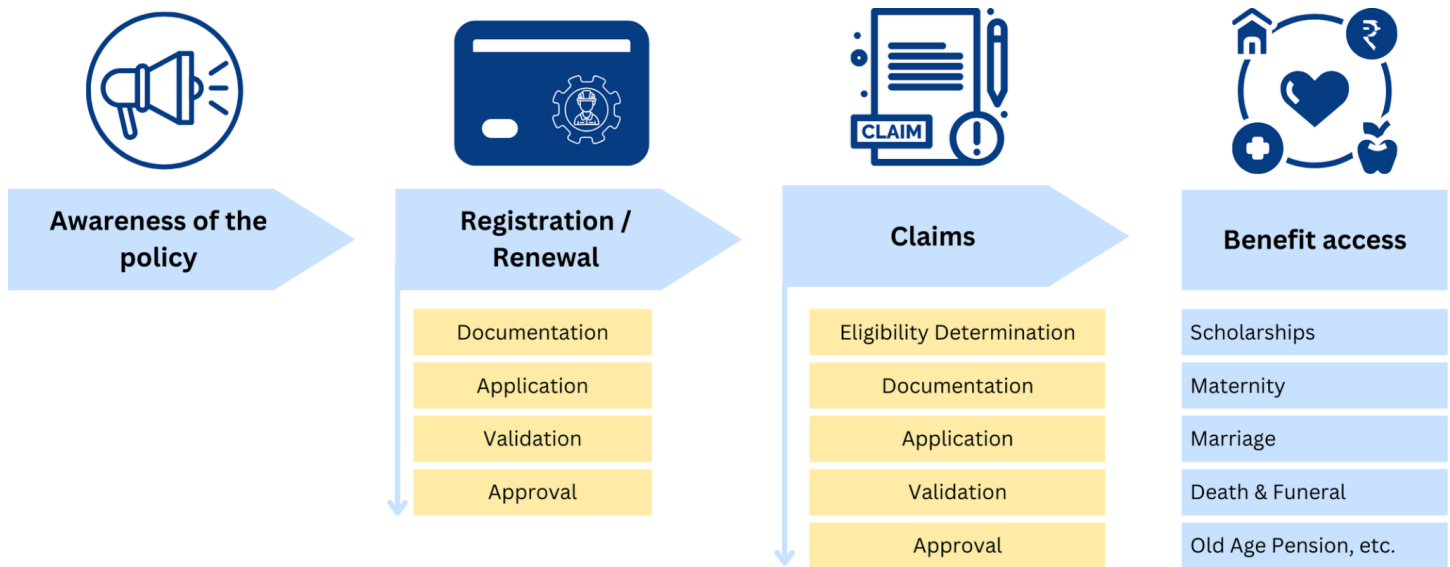 CLAIM
Awareness of the
policy
Registration /
Renewal
Claims
Benefit access
Documentation
Application
Validation
Approval
Eligibility Determination
Documentation
Application
Validation
Approval
Scholarships
Maternity
Marriage
Death & Funeral
Old Age Pension, etc.